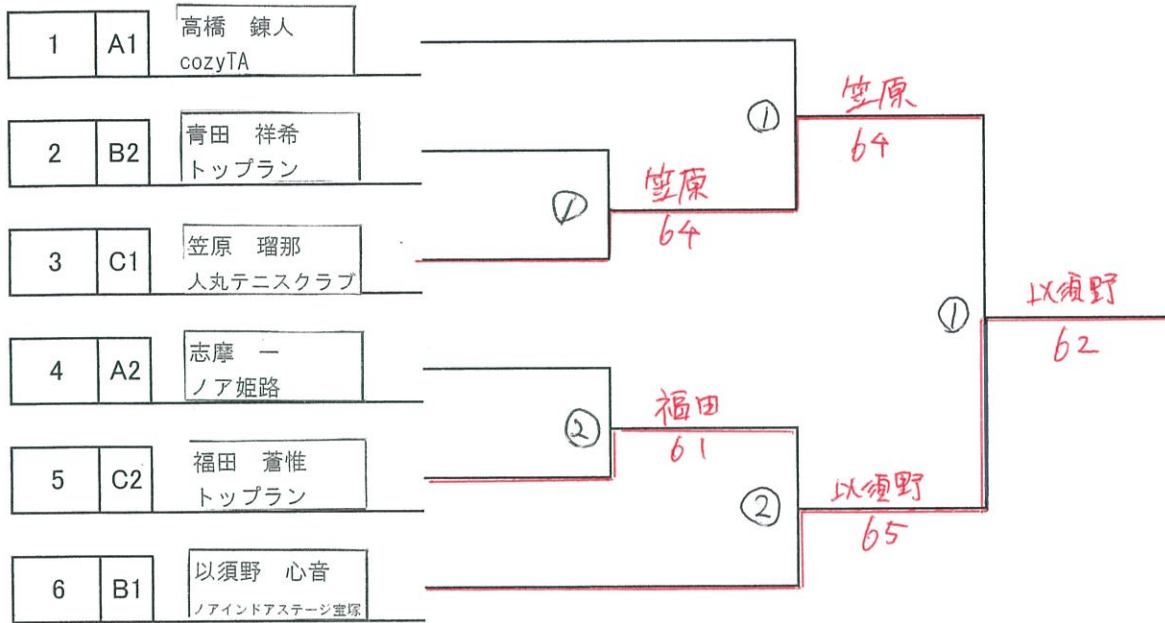 1 A1 高橋 錬人
cozyTA
2 B2 青田 祥希
トップラン
3 C1 笠原 瑠那
人丸テニスクラブ
4 A2 志摩 一
ノア姫路
5 C2 福田 蒼惟
トップラン
6 B1 以須野 心音
ノアインドアステージ宝塚
①
笠原
64
②
福田
61
①
笠原
64
②
以須野
65
①
以須野
62